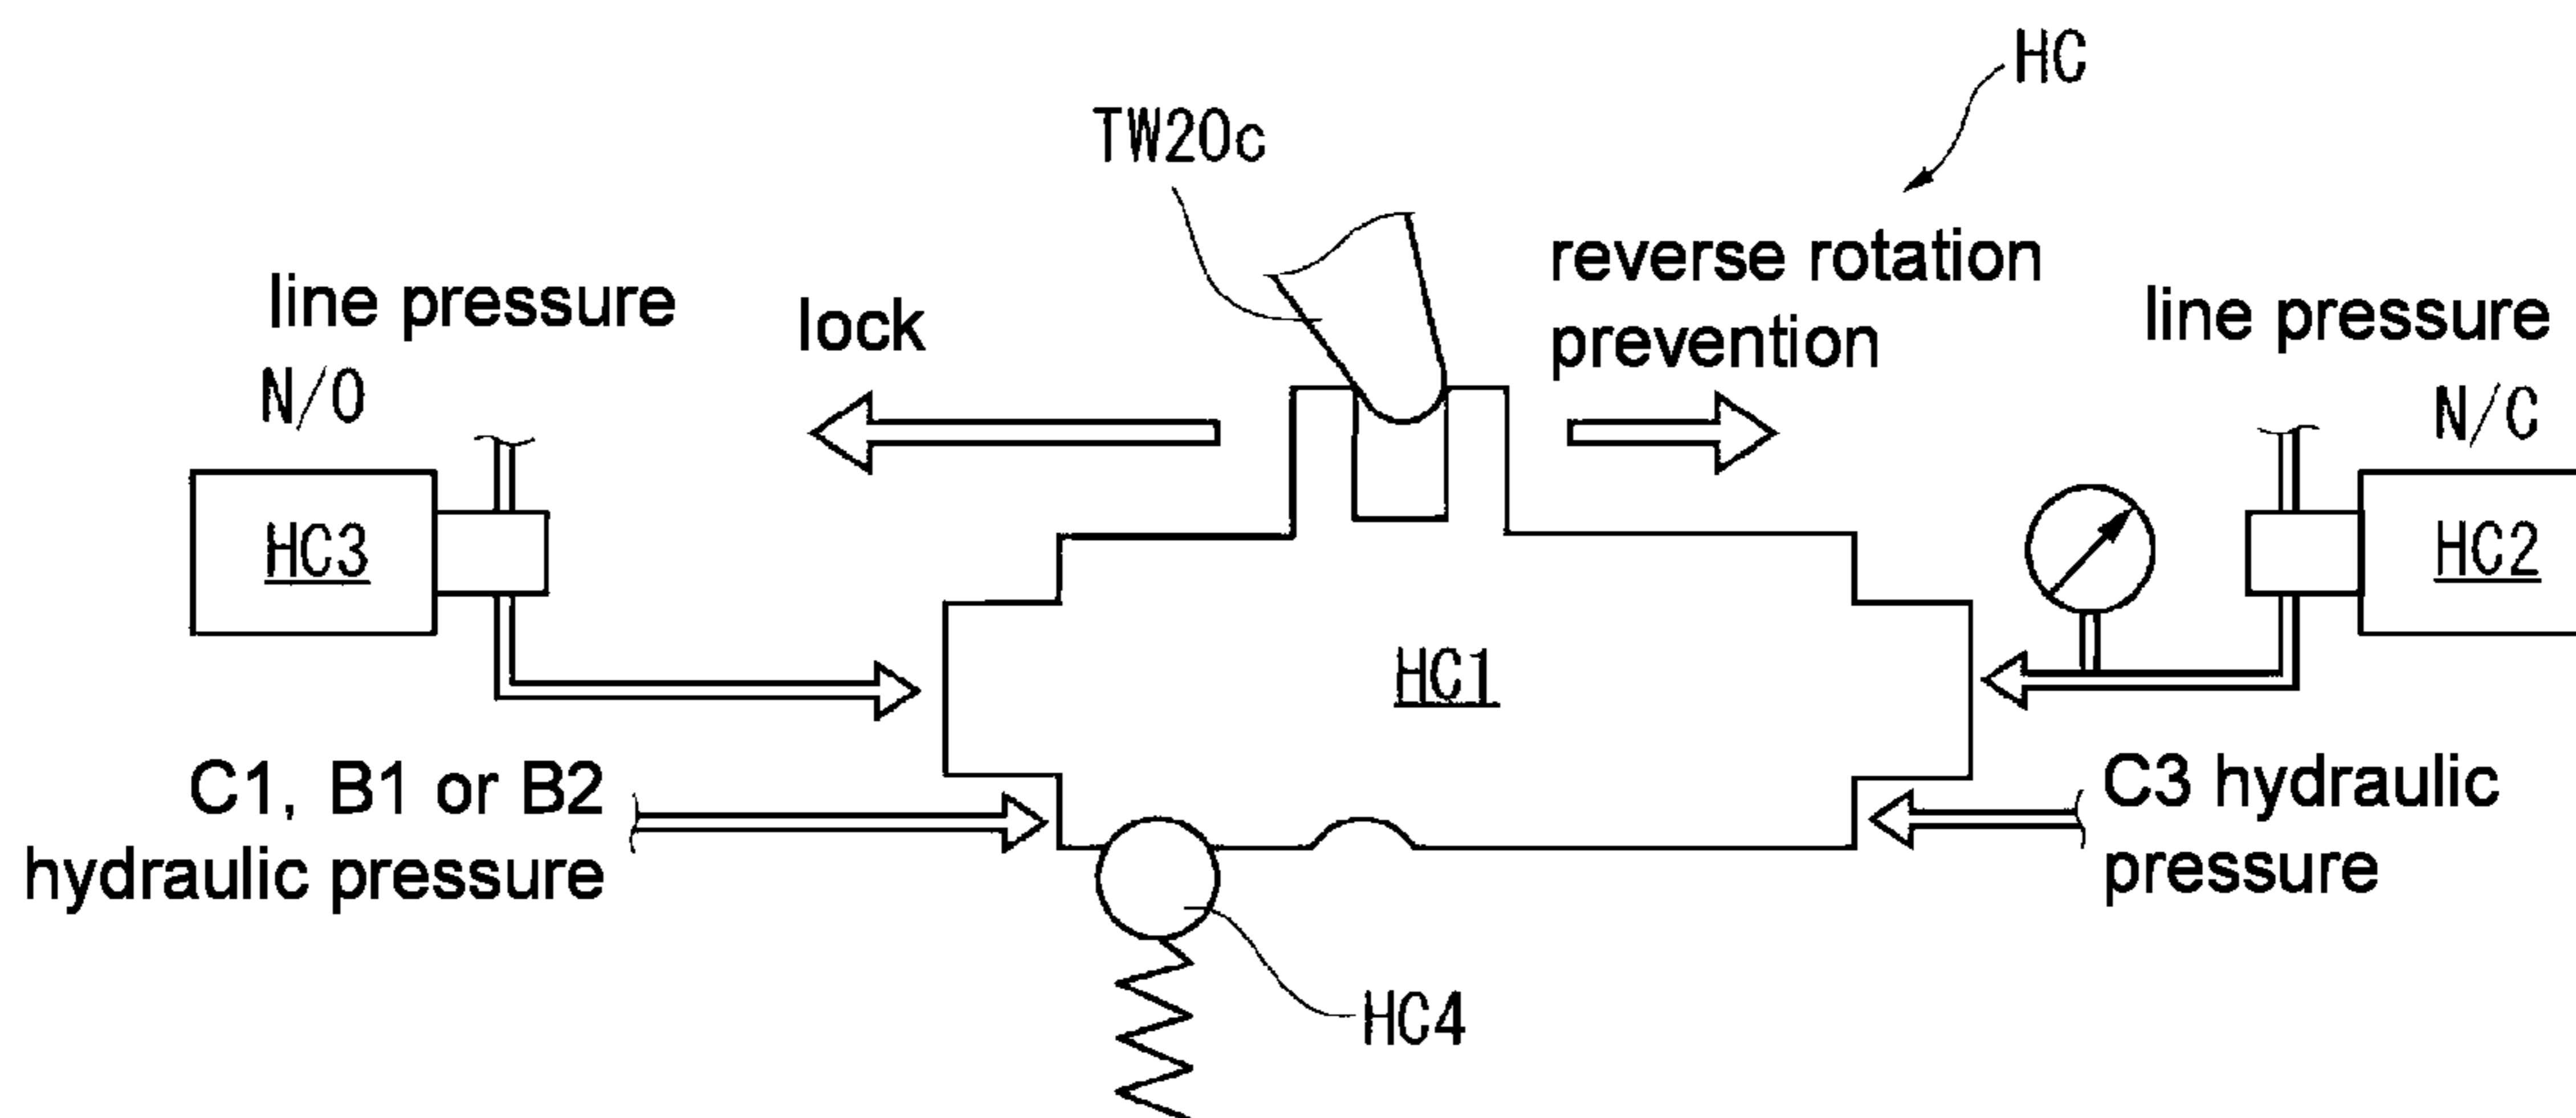 HC
TW20c
reverse rotation
prevention
line pressure
N/O
lock
line pressure
N/C
HC3
HC2
HC1
C1, B1 or B2
hydraulic pressure
C3 hydraulic
pressure
HC4